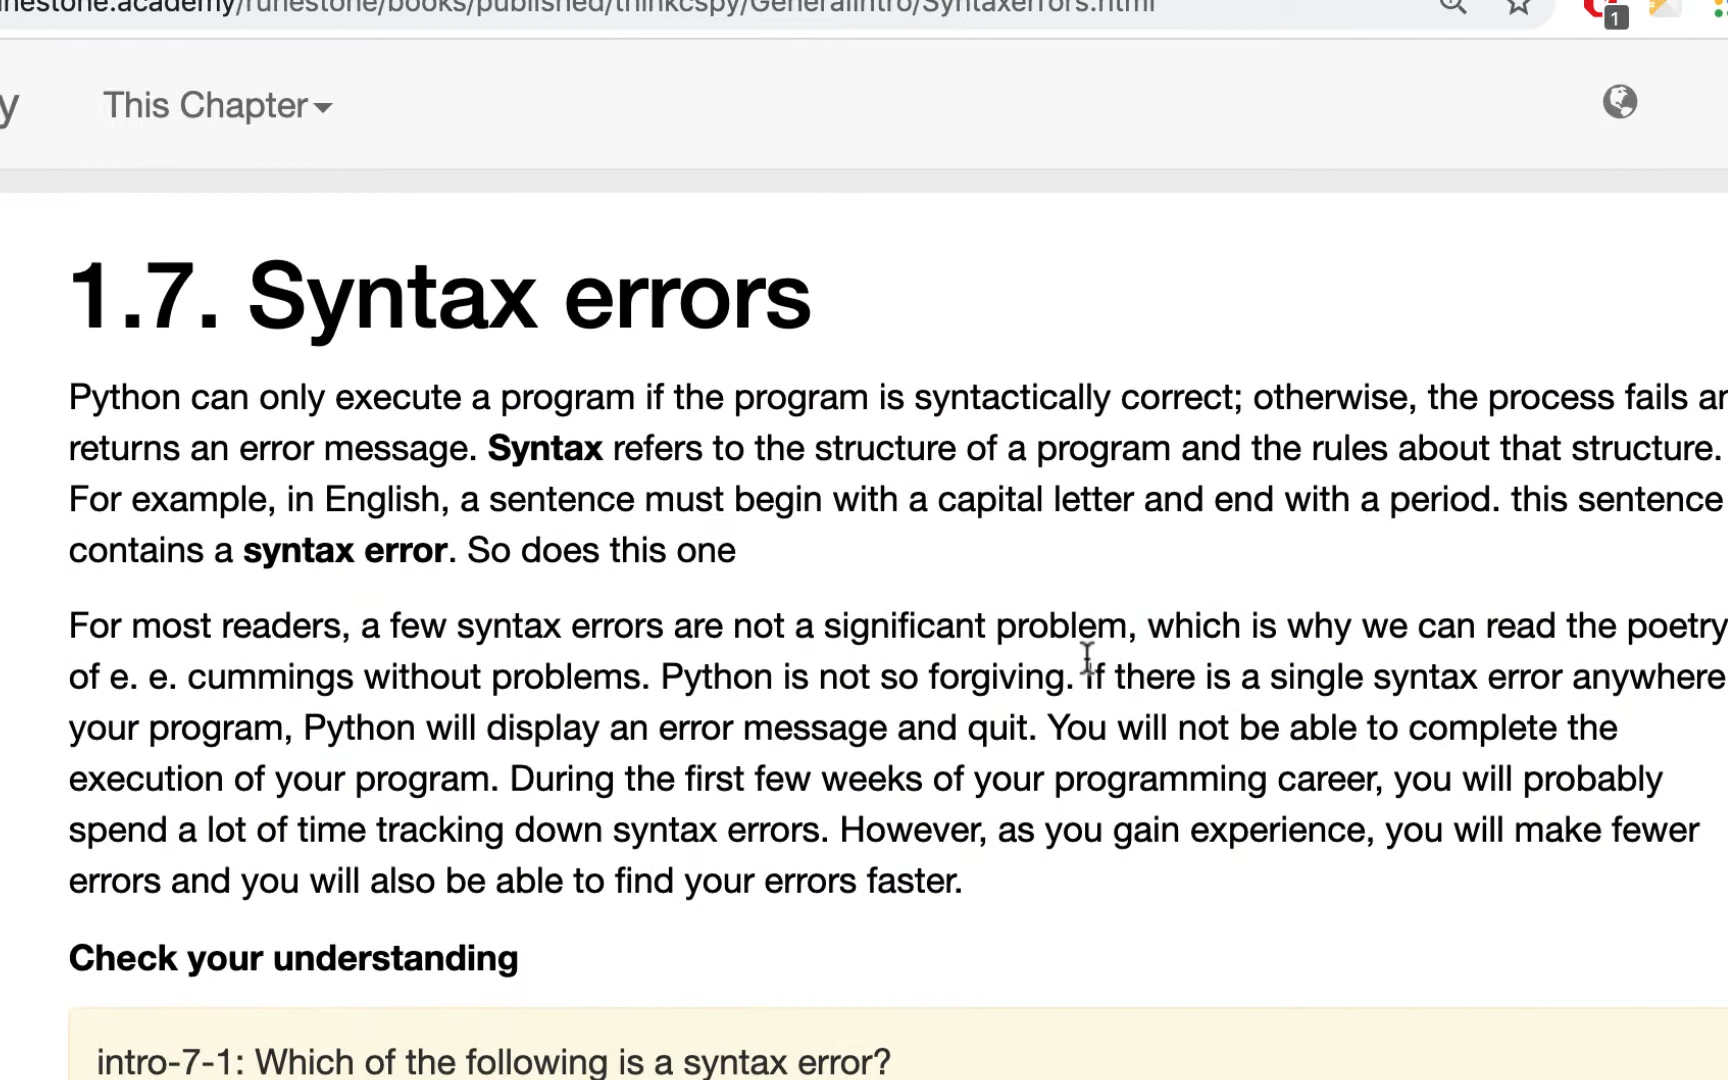 nestone.academy/runestone/books/published/thinkcspy/GeneralIntro/Syntaxerrors.html
1
y This Chapter
1.7. Syntax errors
Python can only execute a program if the program is syntactically correct; otherwise, the process fails
returns an error message. Syntax refers to the structure of a program and the rules about that structure.
For example, in English, a sentence must begin with a capital letter and end with a period. this sentence
contains a syntax error. So does this one
For most readers, a few syntax errors are not a significant problem, which is why we can read the poetry
of e. e. cummings without problems. Python is not so forgiving. If there is a single syntax error anywhere
your program, Python will display an error message and quit. You will not be able to complete the
execution of your program. During the first few weeks of your programming career, you will probably
spend a lot of time tracking down syntax errors. However, as you gain experience, you will make fewer
errors and you will also be able to find your errors faster.
Check your understanding
intro-7-1: Which of the following is a syntax error?